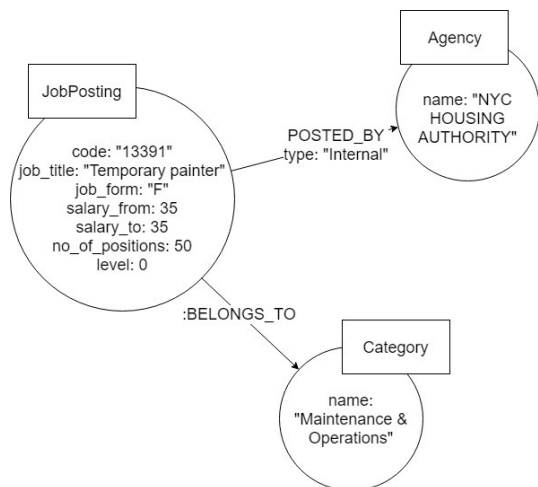 Agency
name: "NYC
HOUSING
AUTHORITY"
JobPosting
code: "13391"
job_title: "Temporary painter"
job_form: "F"
salary_from: 35
salary_to: 35
no_of_positions: 50
level: 0
POSTED_BY
type: "Internal"
:BELONGS_TO
Category
name:
"Maintenance &
Operations"